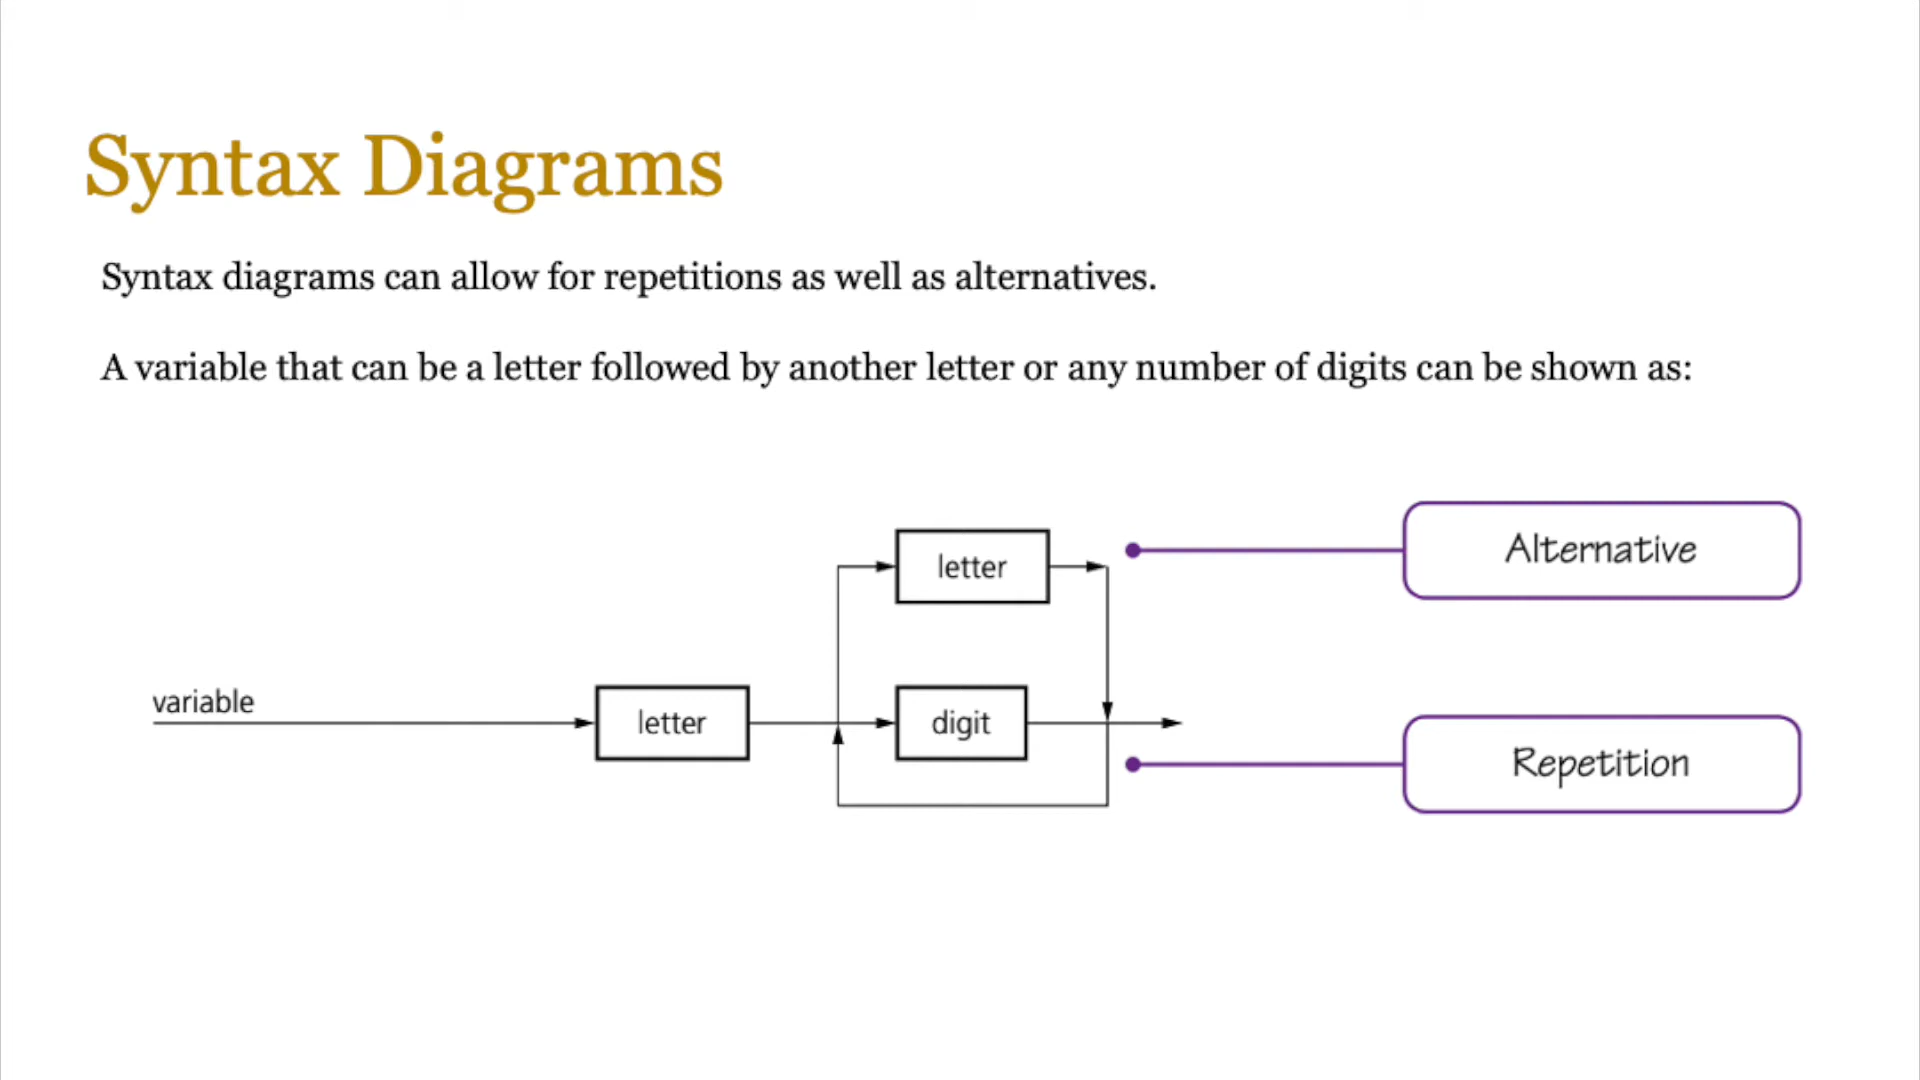 Syntax Diagrams
Syntax diagrams can allow for repetitions as well as alternatives.
A variable that can be a letter followed by another letter or any number of digits can be shown as:
letter
Alternative
variable
letter
digit
Repetition